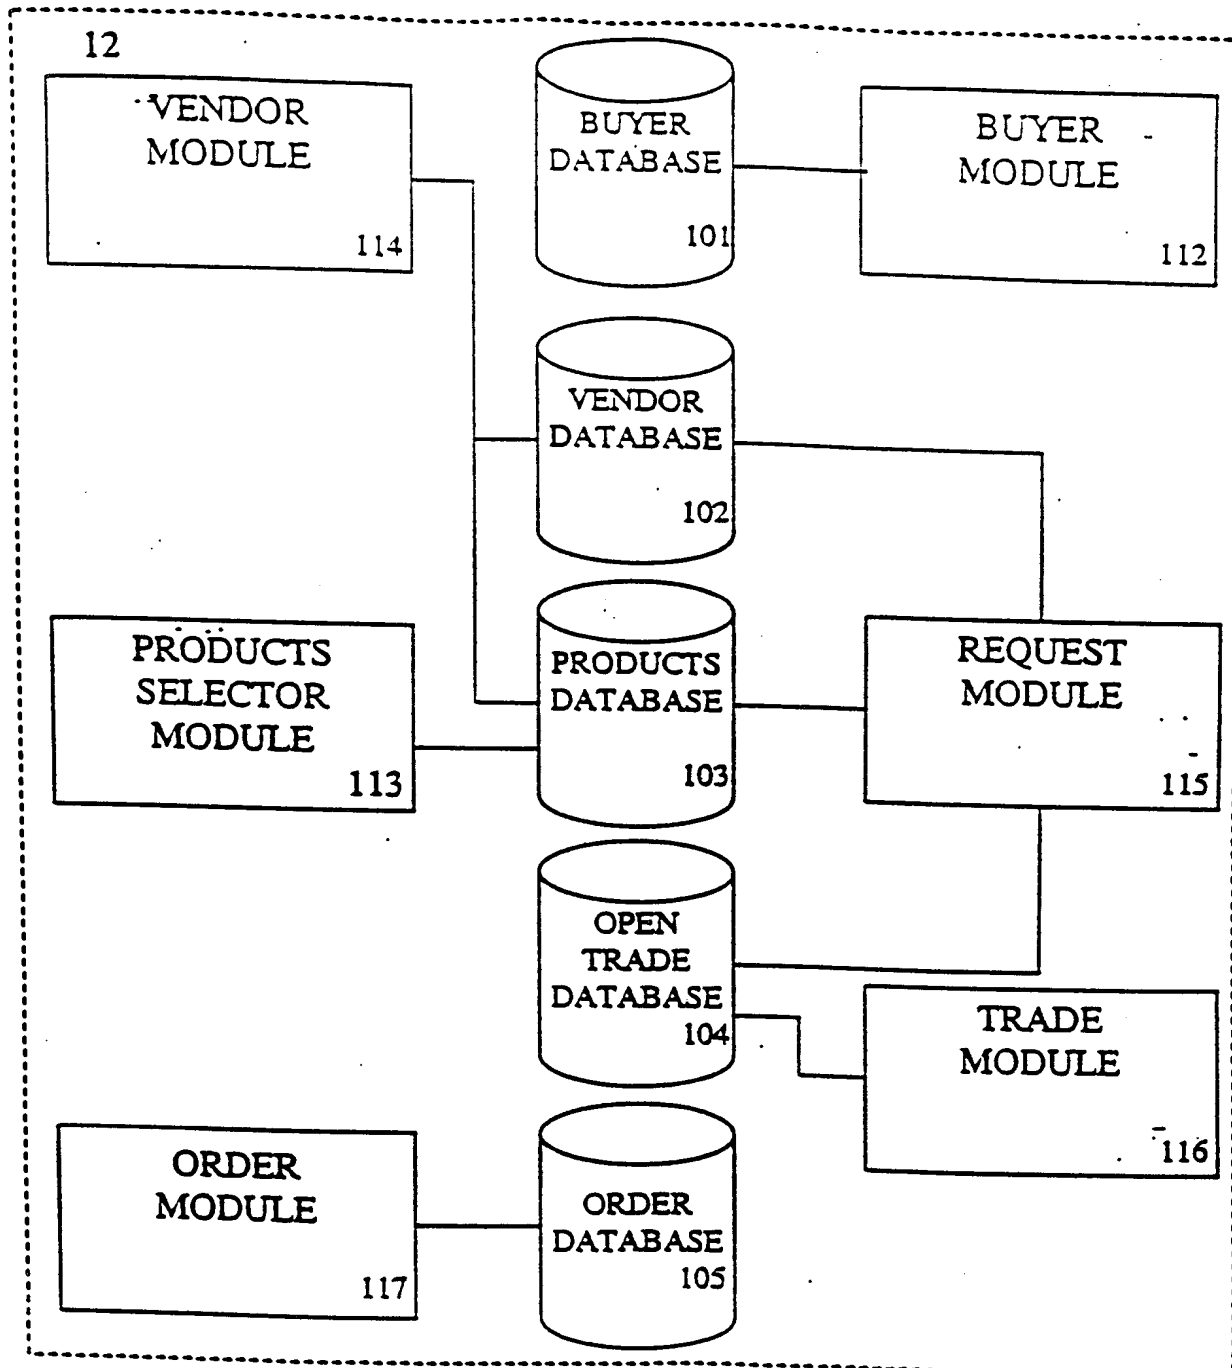 12
VENDOR
MODULE
114
BUYER
DATABASE
101
BUYER
MODULE
112
VENDOR
DATABASE
102
PRODUCTS
SELECTOR
MODULE
113
PRODUCTS
DATABASE
103
REQUEST
MODULE
115
OPEN
TRADE
DATABASE
104
TRADE
MODULE
116
ORDER
MODULE
117
ORDER
DATABASE
105